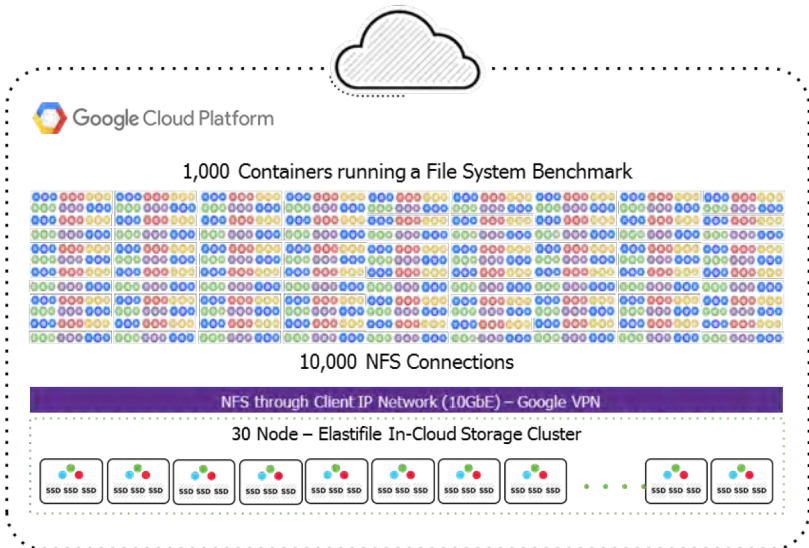 Google Cloud Platform
1,000 Containers running a File System Benchmark
10,000 NFS Connections
NFS through Client IP Network (10GbE) – Google VPN
30 Node – Elastifile In-Cloud Storage Cluster
SSD SSD SSD SSD SSD SSD SSD SSD SSD SSD SSD SSD SSD SSD SSD SSD SSD SSD SSD SSD SSD SSD SSD SSD SSD SSD SSD SSD SSD SSD